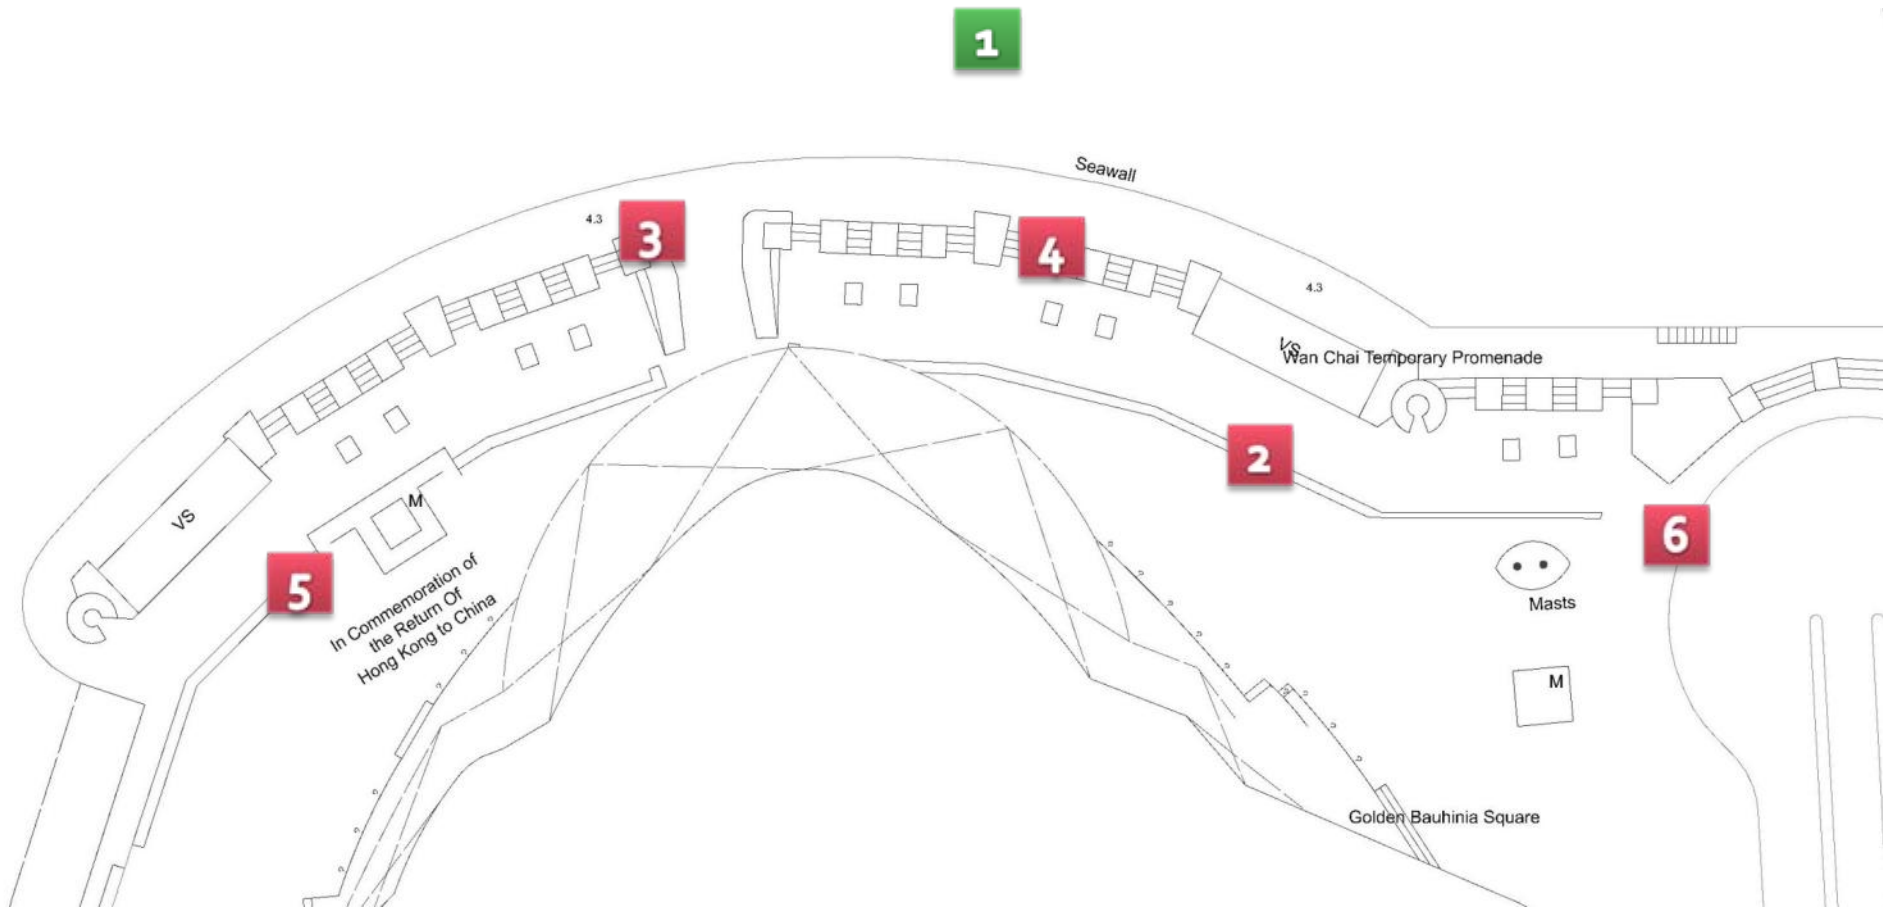 1
Seawall
4.3
3
4
4.3
VS
Wan Chai Temporary Promenade
2
M
VS
6
5
In Commemoration of
the Return Of
Hong Kong to China
Masts
M
Golden Bauhinia Square